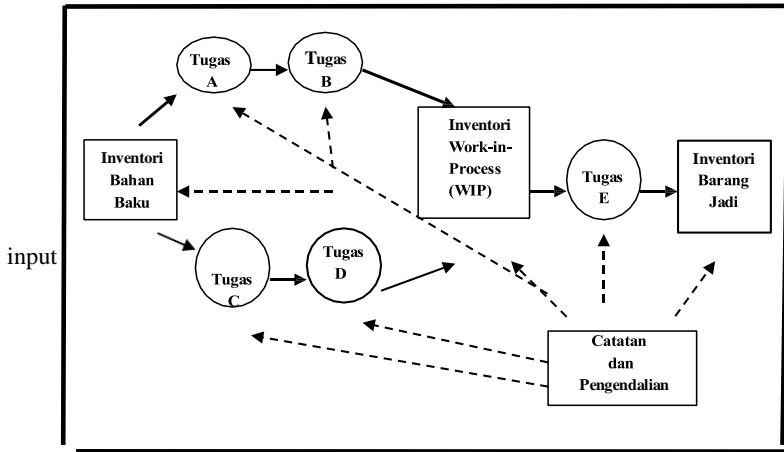 Tugas
A
Tugas
B
Inventori
Work-in-
Process
(WIP)
Inventori
Bahan
Baku
Tugas
E
Inventori
Barang
Jadi
input
Tugas
C
Tugas
D
Catatan
dan
Pengendalian